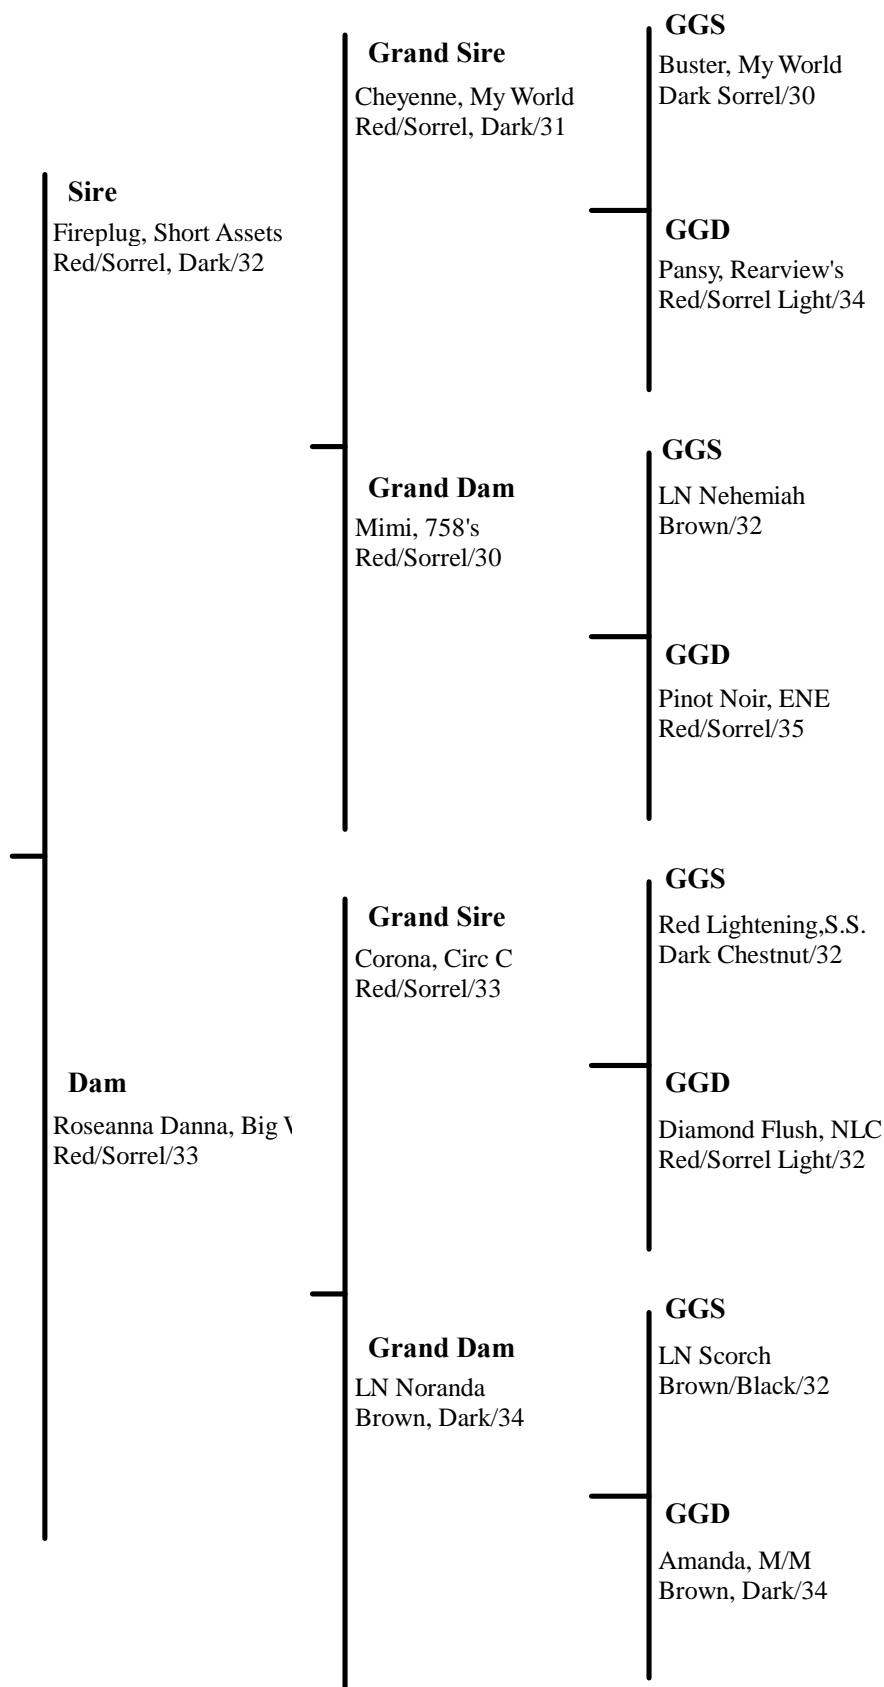 GGS
Buster, My World
Dark Sorrel/30
Grand Sire
Cheyenne, My World
Red/Sorrel, Dark/31
GGD
Pansy, Rearview's
Red/Sorrel Light/34
Sire
Fireplug, Short Assets
Red/Sorrel, Dark/32
GGS
LN Nehemiah
Brown/32
Grand Dam
Mimi, 758's
Red/Sorrel/30
GGD
Pinot Noir, ENE
Red/Sorrel/35
GGS
Red Lightening,S.S.
Dark Chestnut/32
Grand Sire
Corona, Circ C
Red/Sorrel/33
GGD
Diamond Flush, NLC
Red/Sorrel Light/32
Dam
Roseanna Danna, Big
Red/Sorrel/33
GGS
LN Scorch
Brown/Black/32
Grand Dam
LN Noranda
Brown, Dark/34
GGD
Amanda, M/M
Brown, Dark/34